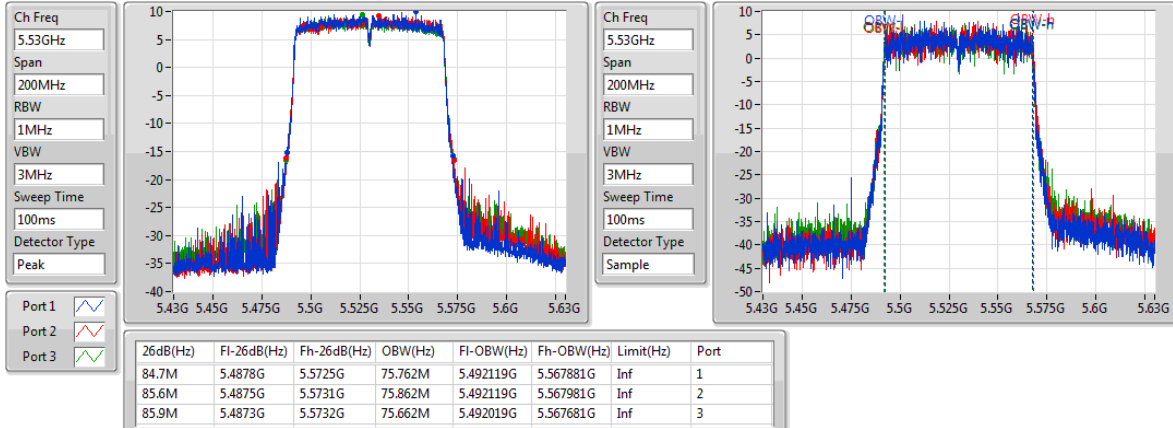 Ch Freq
5.53GHz
Span
200MHz
RBW
1MHz
VBW
3MHz
Sweep Time
100ms
Detector Type
Peak
10
5
0
-5
-10
-15
-20
-25
-30
-35
-40
5.43G 5.45G 5.475G 5.5G 5.525G 5.55G 5.575G 5.6G 5.63G
Ch Freq
5.53GHz
Span
200MHz
RBW
1MHz
VBW
3MHz
Sweep Time
100ms
Detector Type
Sample
10
5
0
-5
-10
-15
-20
-25
-30
-35
-40
-45
-50
OBW-l OBW-h
5.43G 5.45G 5.475G 5.5G 5.525G 5.55G 5.575G 5.6G 5.63G
Port 1
Port 2
Port 3
26dB(Hz) Fl-26dB(Hz) Fh-26dB(Hz) OBW(Hz) Fl-OBW(Hz) Fh-OBW(Hz) Limit(Hz) Port
84.7M 5.4878G 5.5725G 75.762M 5.492119G 5.567881G Inf 1
85.6M 5.4875G 5.5731G 75.862M 5.492119G 5.567981G Inf 2
85.9M 5.4873G 5.5732G 75.662M 5.492019G 5.567681G Inf 3